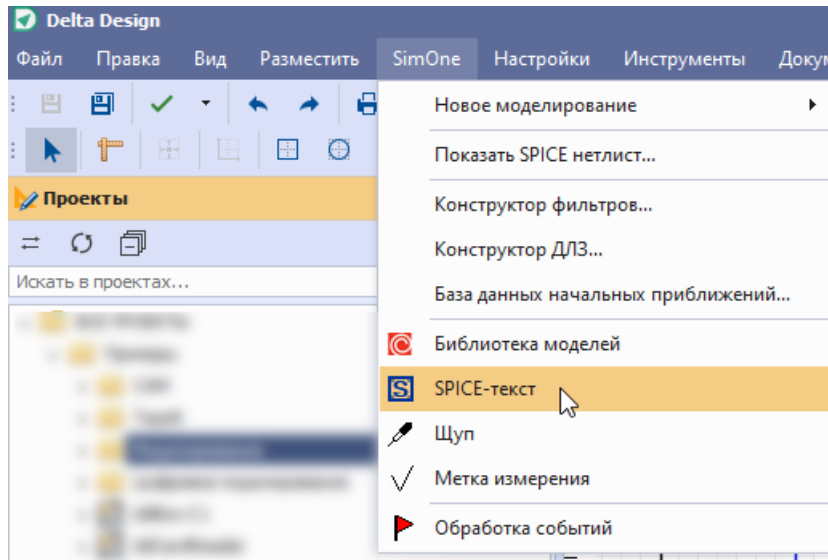 Delta Design
Файл Правка Вид Разместить SimOne Настройки Инструменты
Новое моделирование
Показать SPICE нетлист...
Проекты
Конструктор фильтров...
Конструктор ДЛЗ...
Искать в проектах...
База данных начальных приближений...
Библиотека моделей
SPICE-текст
Щуп
Метка измерения
Обработка событий